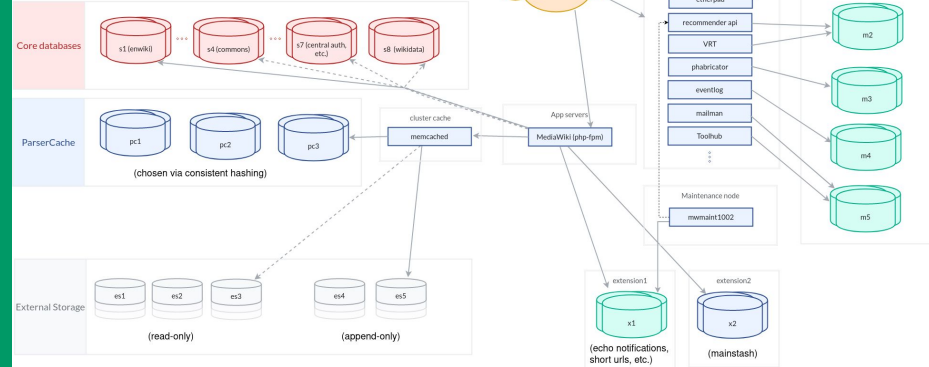 etherpad
recommender api
VRT
phabricator
eventlog
mailman
Toolhub
m2
m3
m4
m5
Core databases
s1 (enwiki)
s4 (commons)
s7 (central auth,
etc.)
s8 (wikidata)
ParserCache
pc1
pc2
pc3
(chosen via consistent hashing)
cluster cache
memcached
App servers
MediaWiki (php-fpm)
Maintenance node
mwmaint1002
External Storage
es1
es2
es3
(read-only)
es4
es5
(append-only)
extension1
x1
(echo notifications,
short urls, etc.)
extension2
x2
(mainstash)